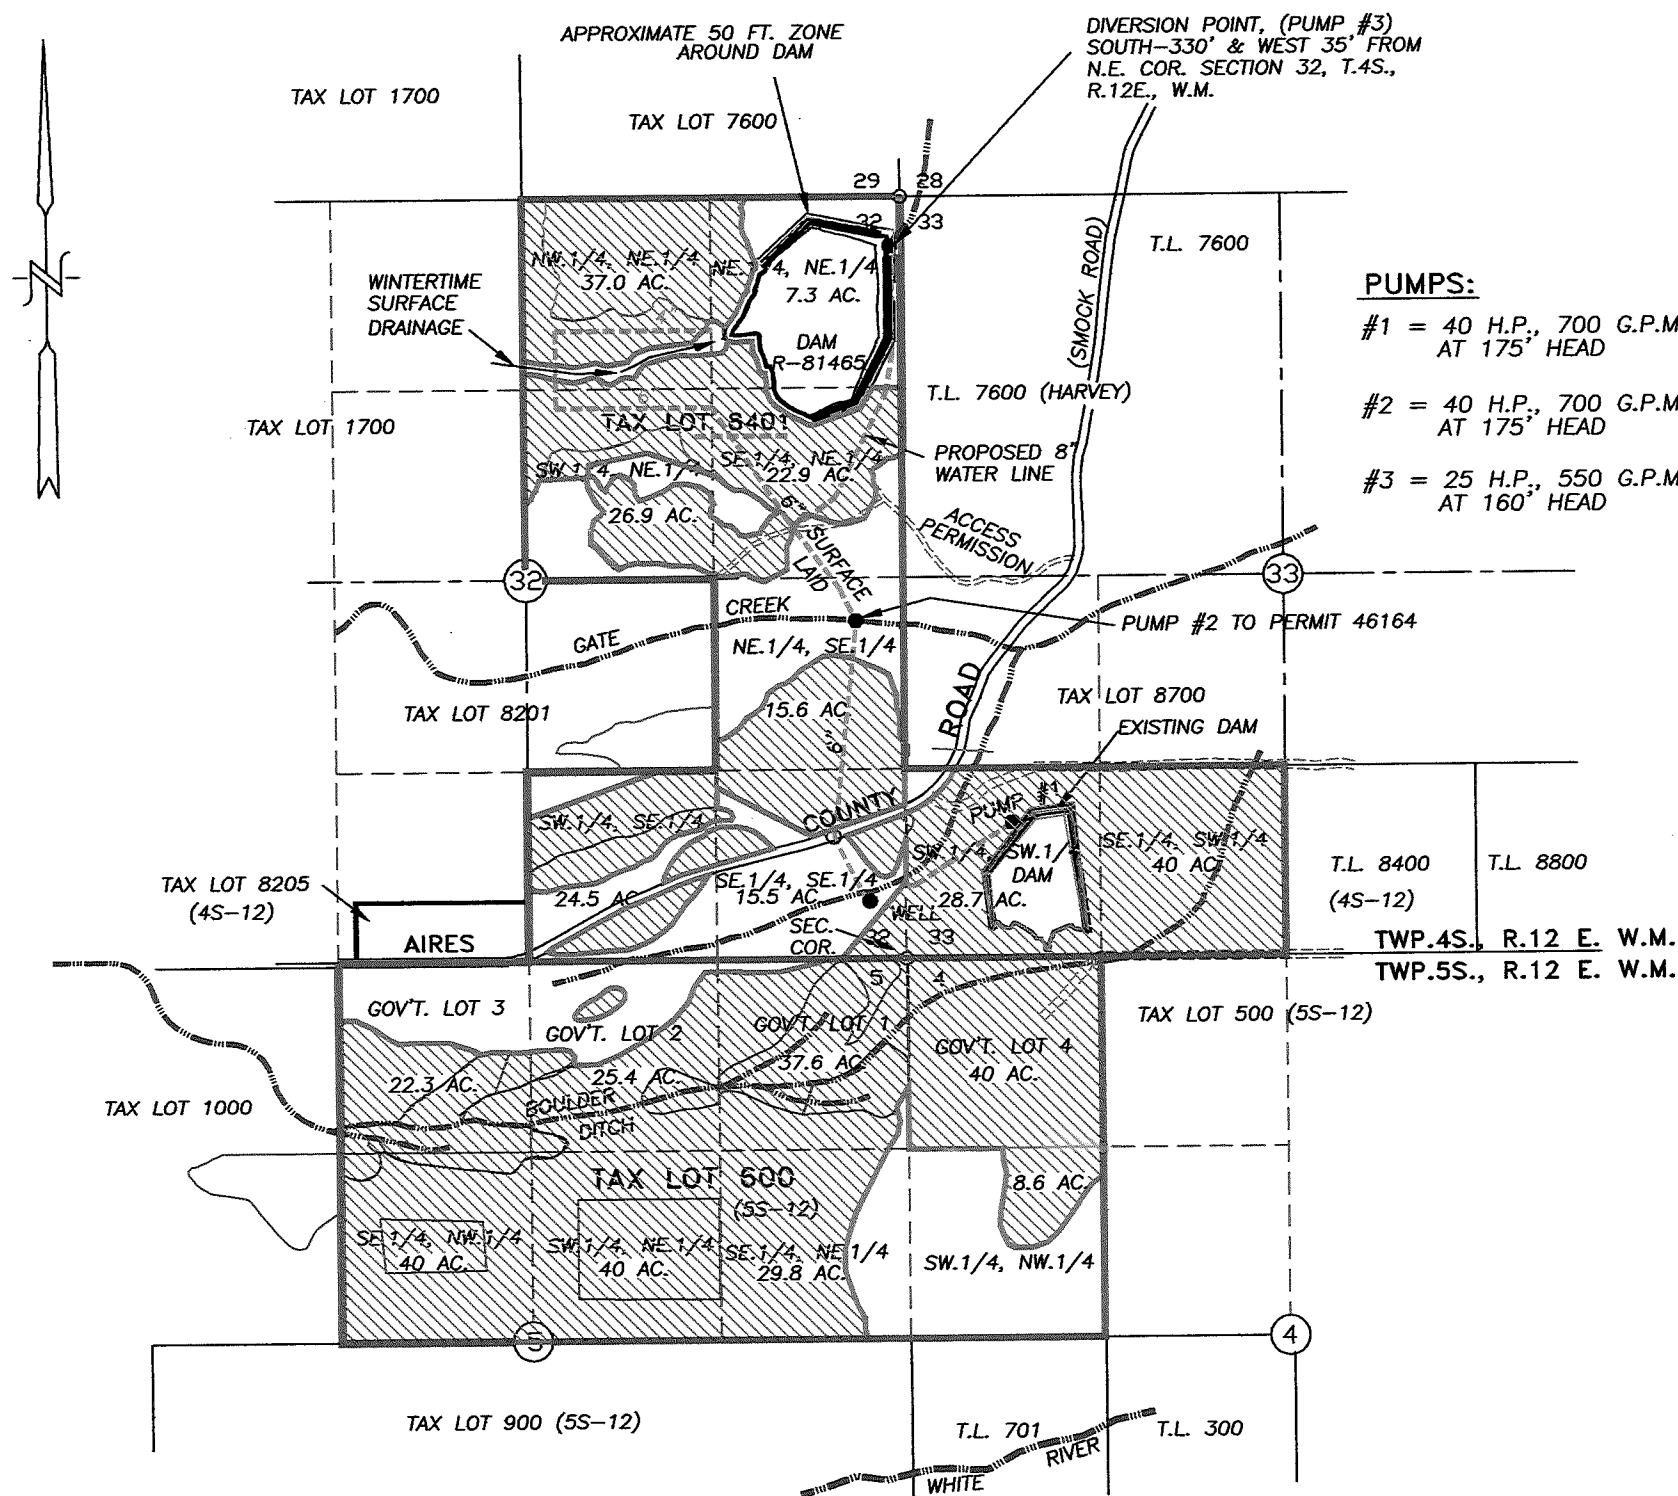 APPROXIMATE 50 FT. ZONE
AROUND DAM
DIVERSION POINT, (PUMP #3)
SOUTH-330' & WEST 35' FROM
N.E. COR. SECTION 32, T.4S.,
R.12E., W.M.
TAX LOT 1700
TAX LOT 7600
29 28
32 33
T.L. 7600
(SMOCK ROAD)
WINTERTIME
SURFACE
DRAINAGE
NW.1/4, NE.1/4
37.0 AC.
NE. 4, NE.1/4
7.3 AC.
DAM
R-81465
PUMPS:
#1 = 40 H.P., 700 G.P.M
AT 175' HEAD
#2 = 40 H.P., 700 G.P.M
AT 175' HEAD
#3 = 25 H.P., 550 G.P.M
AT 160' HEAD
T.L. 7600 (HARVEY)
TAX LOT 1700
TAX LOT 8401
PROPOSED 8"
WATER LINE
SW.1/4, NE.1/4
26.9 AC.
SE.1/4, NE.1/4
22.9 AC.
6"
SURFACE
LAID
ACCESS
PERMISSION
32
33
GATE CREEK
PUMP #2 TO PERMIT 46164
NE.1/4, SE.1/4
15.6 AC
6"
TAX LOT 8201
TAX LOT 8700
EXISTING DAM
COUNTY ROAD
PUMP #1
SW.1/4, SE.1/4
24.5 AC
SE.1/4, SE.1/4
15.5 AC
SW.1/4, SW.1/
DAM
28.7 AC.
SE.1/4, SW.1/4
40 AC
T.L. 8400
(4S-12)
T.L. 8800
TAX LOT 8205
(4S-12)
AIRES
WELL
SEC.
COR.
32 33
5 4
TWP.4S., R.12 E. W.M.
TWP.5S., R.12 E. W.M.
GOV'T. LOT 3
22.3 AC.
GOV'T. LOT 2
25.4 AC.
GOV'T. LOT 1
37.6 AC
GOV'T. LOT 4
40 AC.
TAX LOT 500 (5S-12)
TAX LOT 1000
BOULDER
DITCH
TAX LOT 600
(5S-12)
8.6 AC.
SE.1/4, NW.1/4
40 AC.
SW.1/4, NE.1/4
40 AC.
SE.1/4, NE.1/4
29.8 AC.
SW.1/4, NW.1/4
5
4
TAX LOT 900 (5S-12)
T.L. 701
T.L. 300
WHITE RIVER